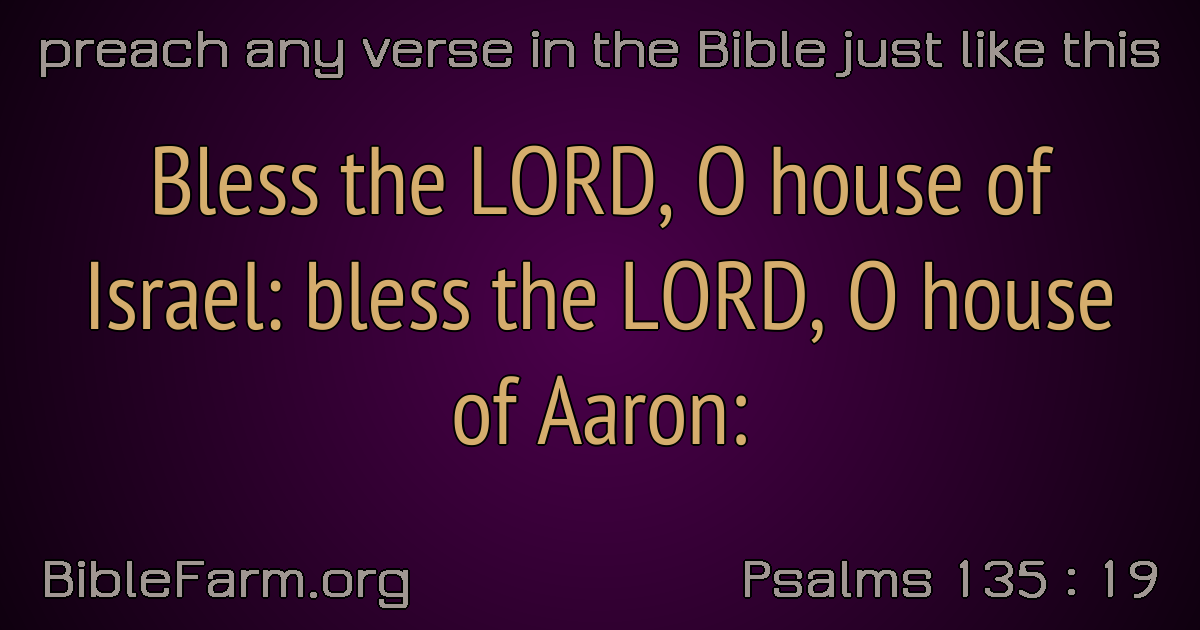 preach any verse in the Bible just like this
Bless the LORD, O house of
Israel: bless the LORD, O house
of Aaron:
BibleFarm.org
Psalms 135 : 19